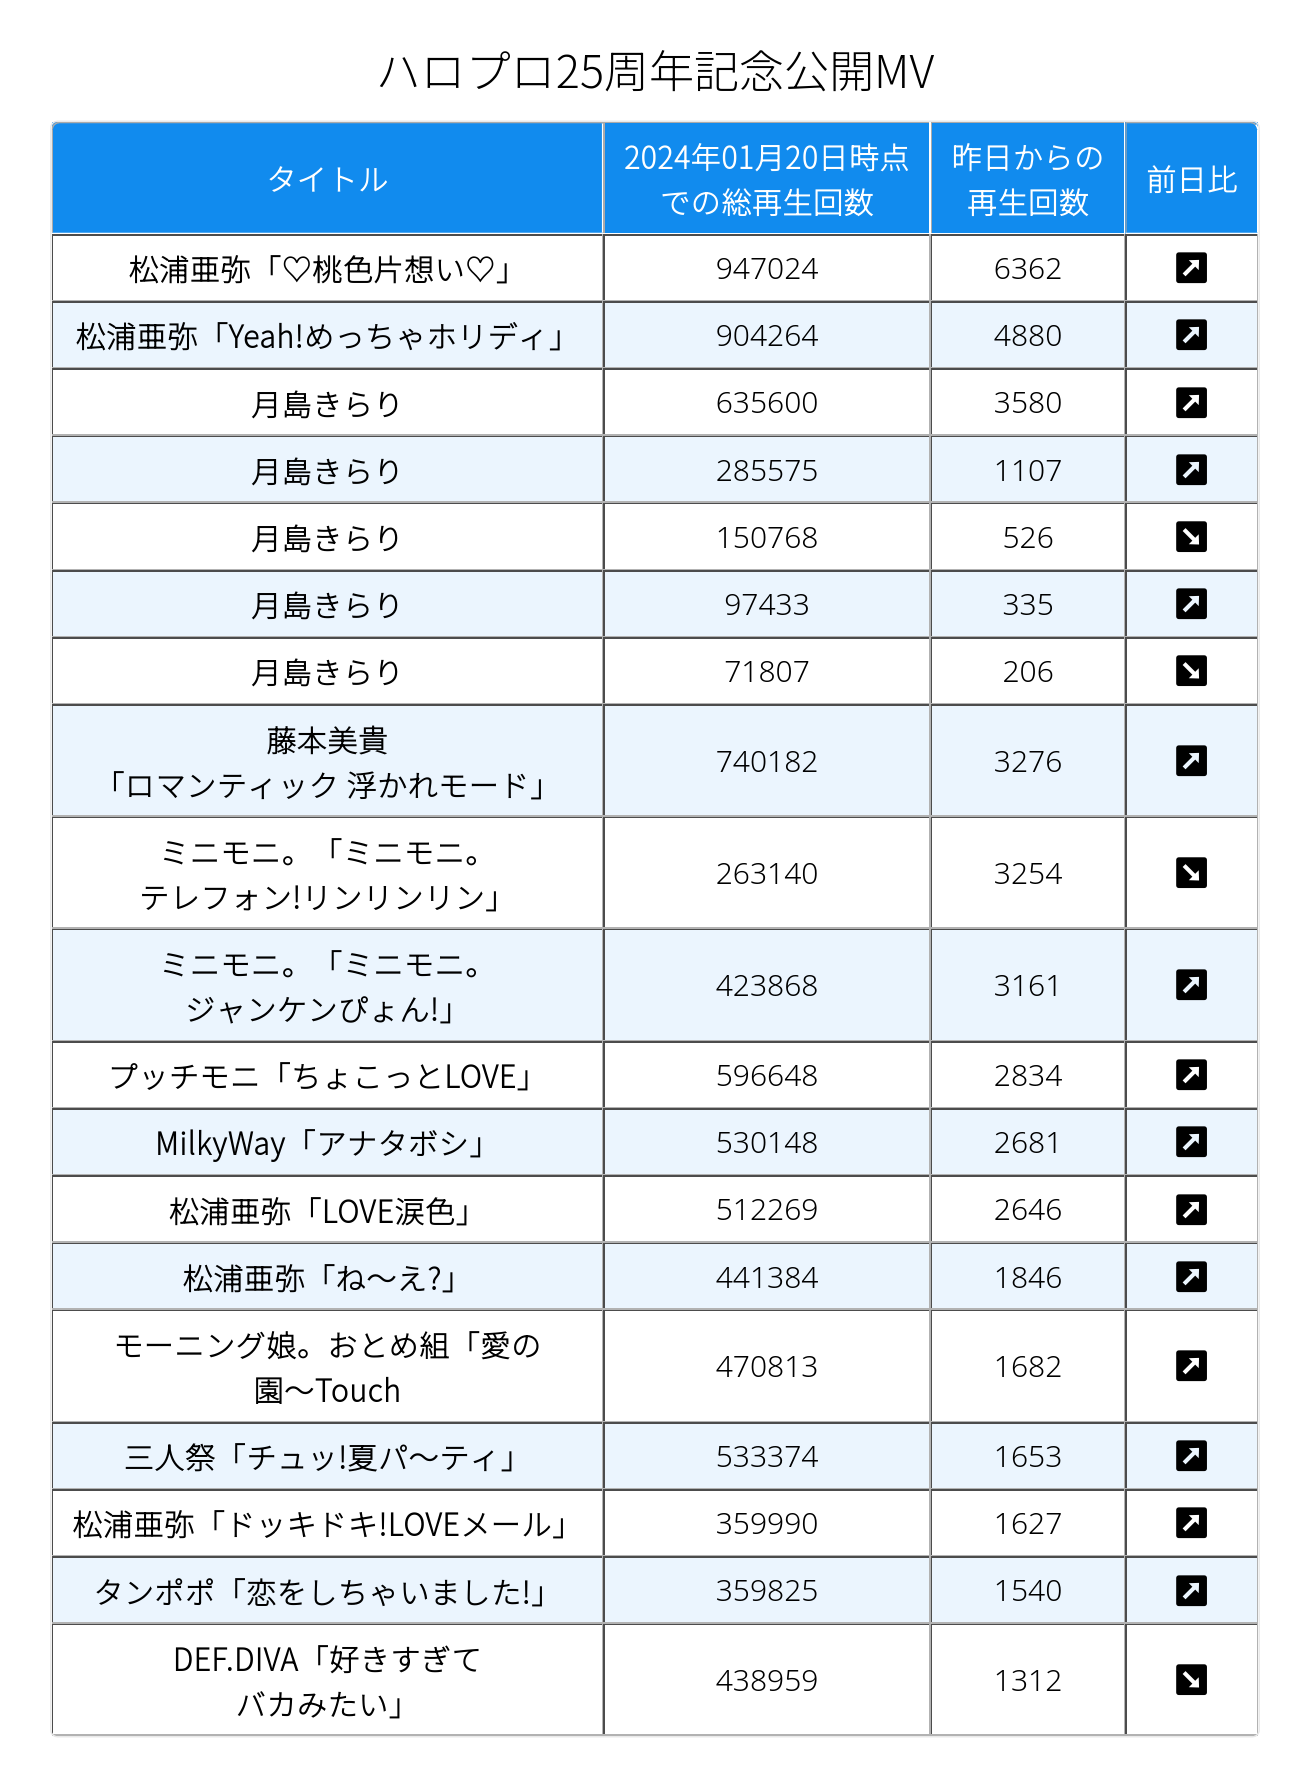 ハロプロ25周年記念公開MV
タイトル
2024年01月20日時点
での総再生回数
昨日からの
再生回数
前日比
松浦亜弥「♡桃色片想い♡」 947024 6362 ↗
松浦亜弥「Yeah!めっちゃホリディ」 904264 4880 ↗
月島きらり 635600 3580 ↗
月島きらり 285575 1107 ↗
月島きらり 150768 526 ↘
月島きらり 97433 335 ↗
月島きらり 71807 206 ↘
藤本美貴
「ロマンティック 浮かれモード」 740182 3276 ↗
ミニモニ。「ミニモニ。
テレフォン!リンリンリン」 263140 3254 ↘
ミニモニ。「ミニモニ。
ジャンケンぴょん!」 423868 3161 ↗
プッチモニ「ちょこっとLOVE」 596648 2834 ↗
MilkyWay「アナタボシ」 530148 2681 ↗
松浦亜弥「LOVE涙色」 512269 2646 ↗
松浦亜弥「ね～え?」 441384 1846 ↗
モーニング娘。おとめ組「愛の
園～Touch 470813 1682 ↗
三人祭「チュッ!夏パ～ティ」 533374 1653 ↗
松浦亜弥「ドッキドキ!LOVEメール」 359990 1627 ↗
タンポポ「恋をしちゃいました!」 359825 1540 ↗
DEF.DIVA「好きすぎて
バカみたい」 438959 1312 ↘